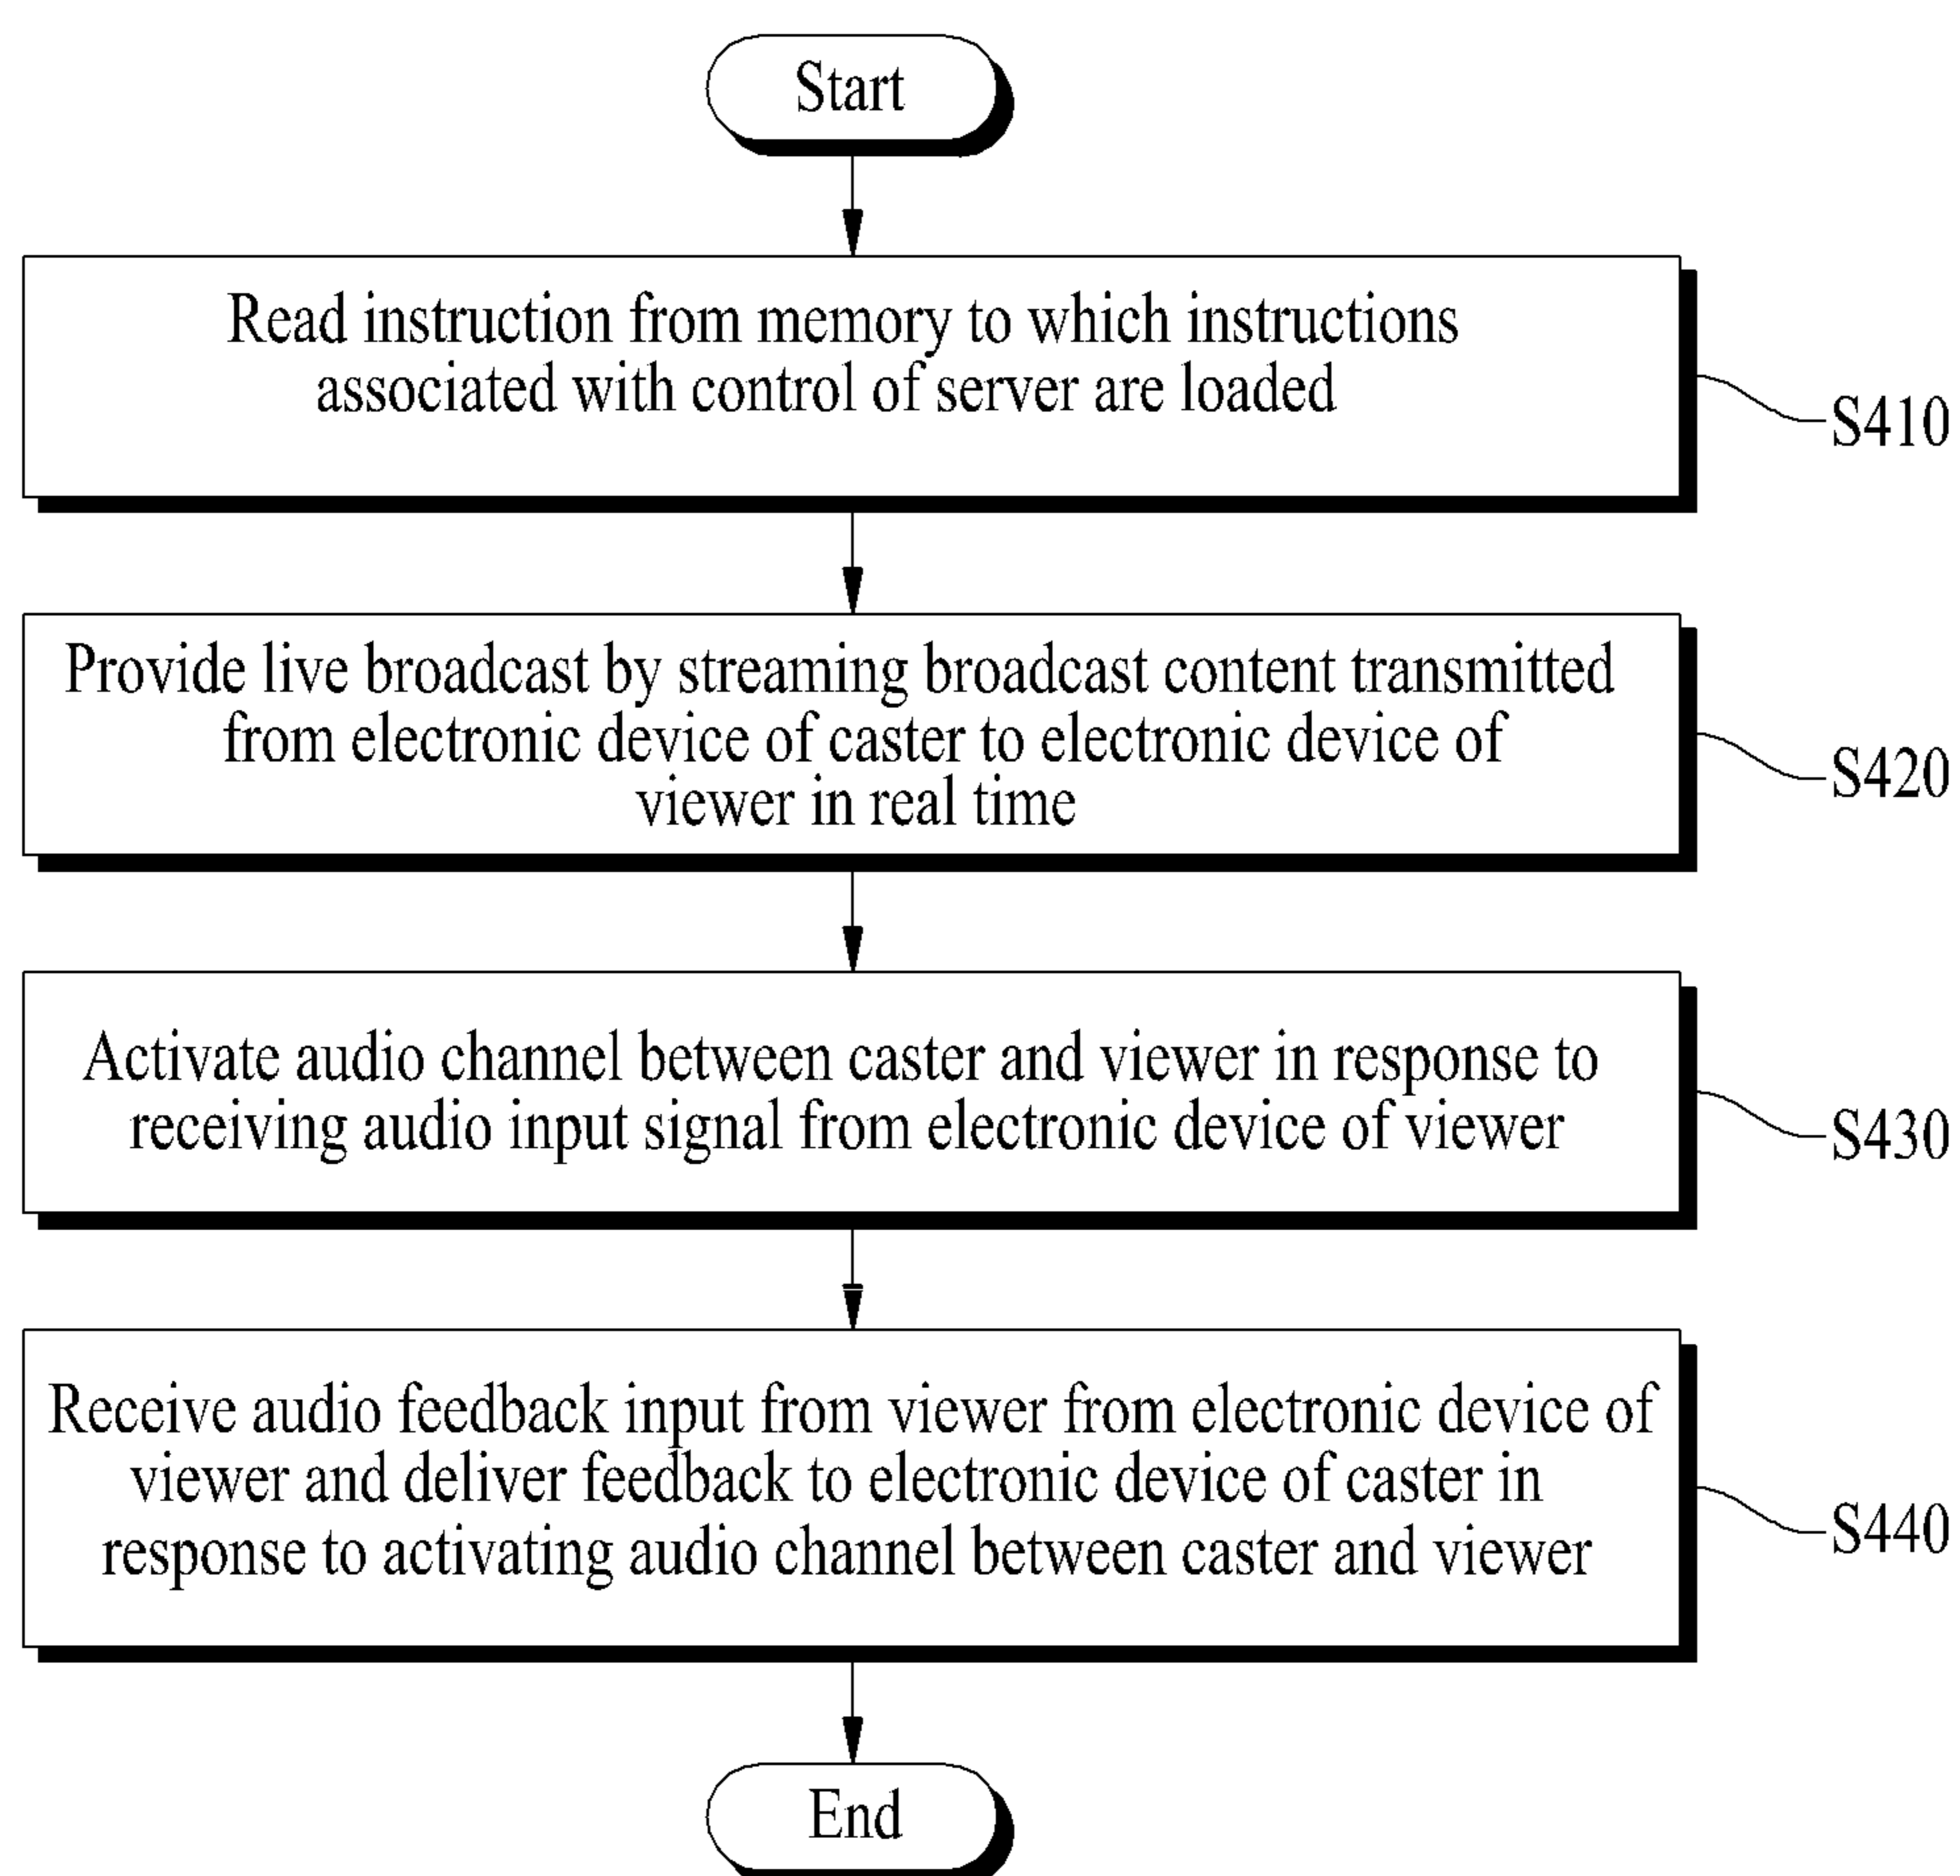 Start
Read instruction from memory to which instructions
associated with control of server are loaded
S410
Provide live broadcast by streaming broadcast content transmitted
from electronic device of caster to electronic device of
viewer in real time
S420
Activate audio channel between caster and viewer in response to
receiving audio input signal from electronic device of viewer
S430
Receive audio feedback input from viewer from electronic device of
viewer and deliver feedback to electronic device of caster in
response to activating audio channel between caster and viewer
S440
End